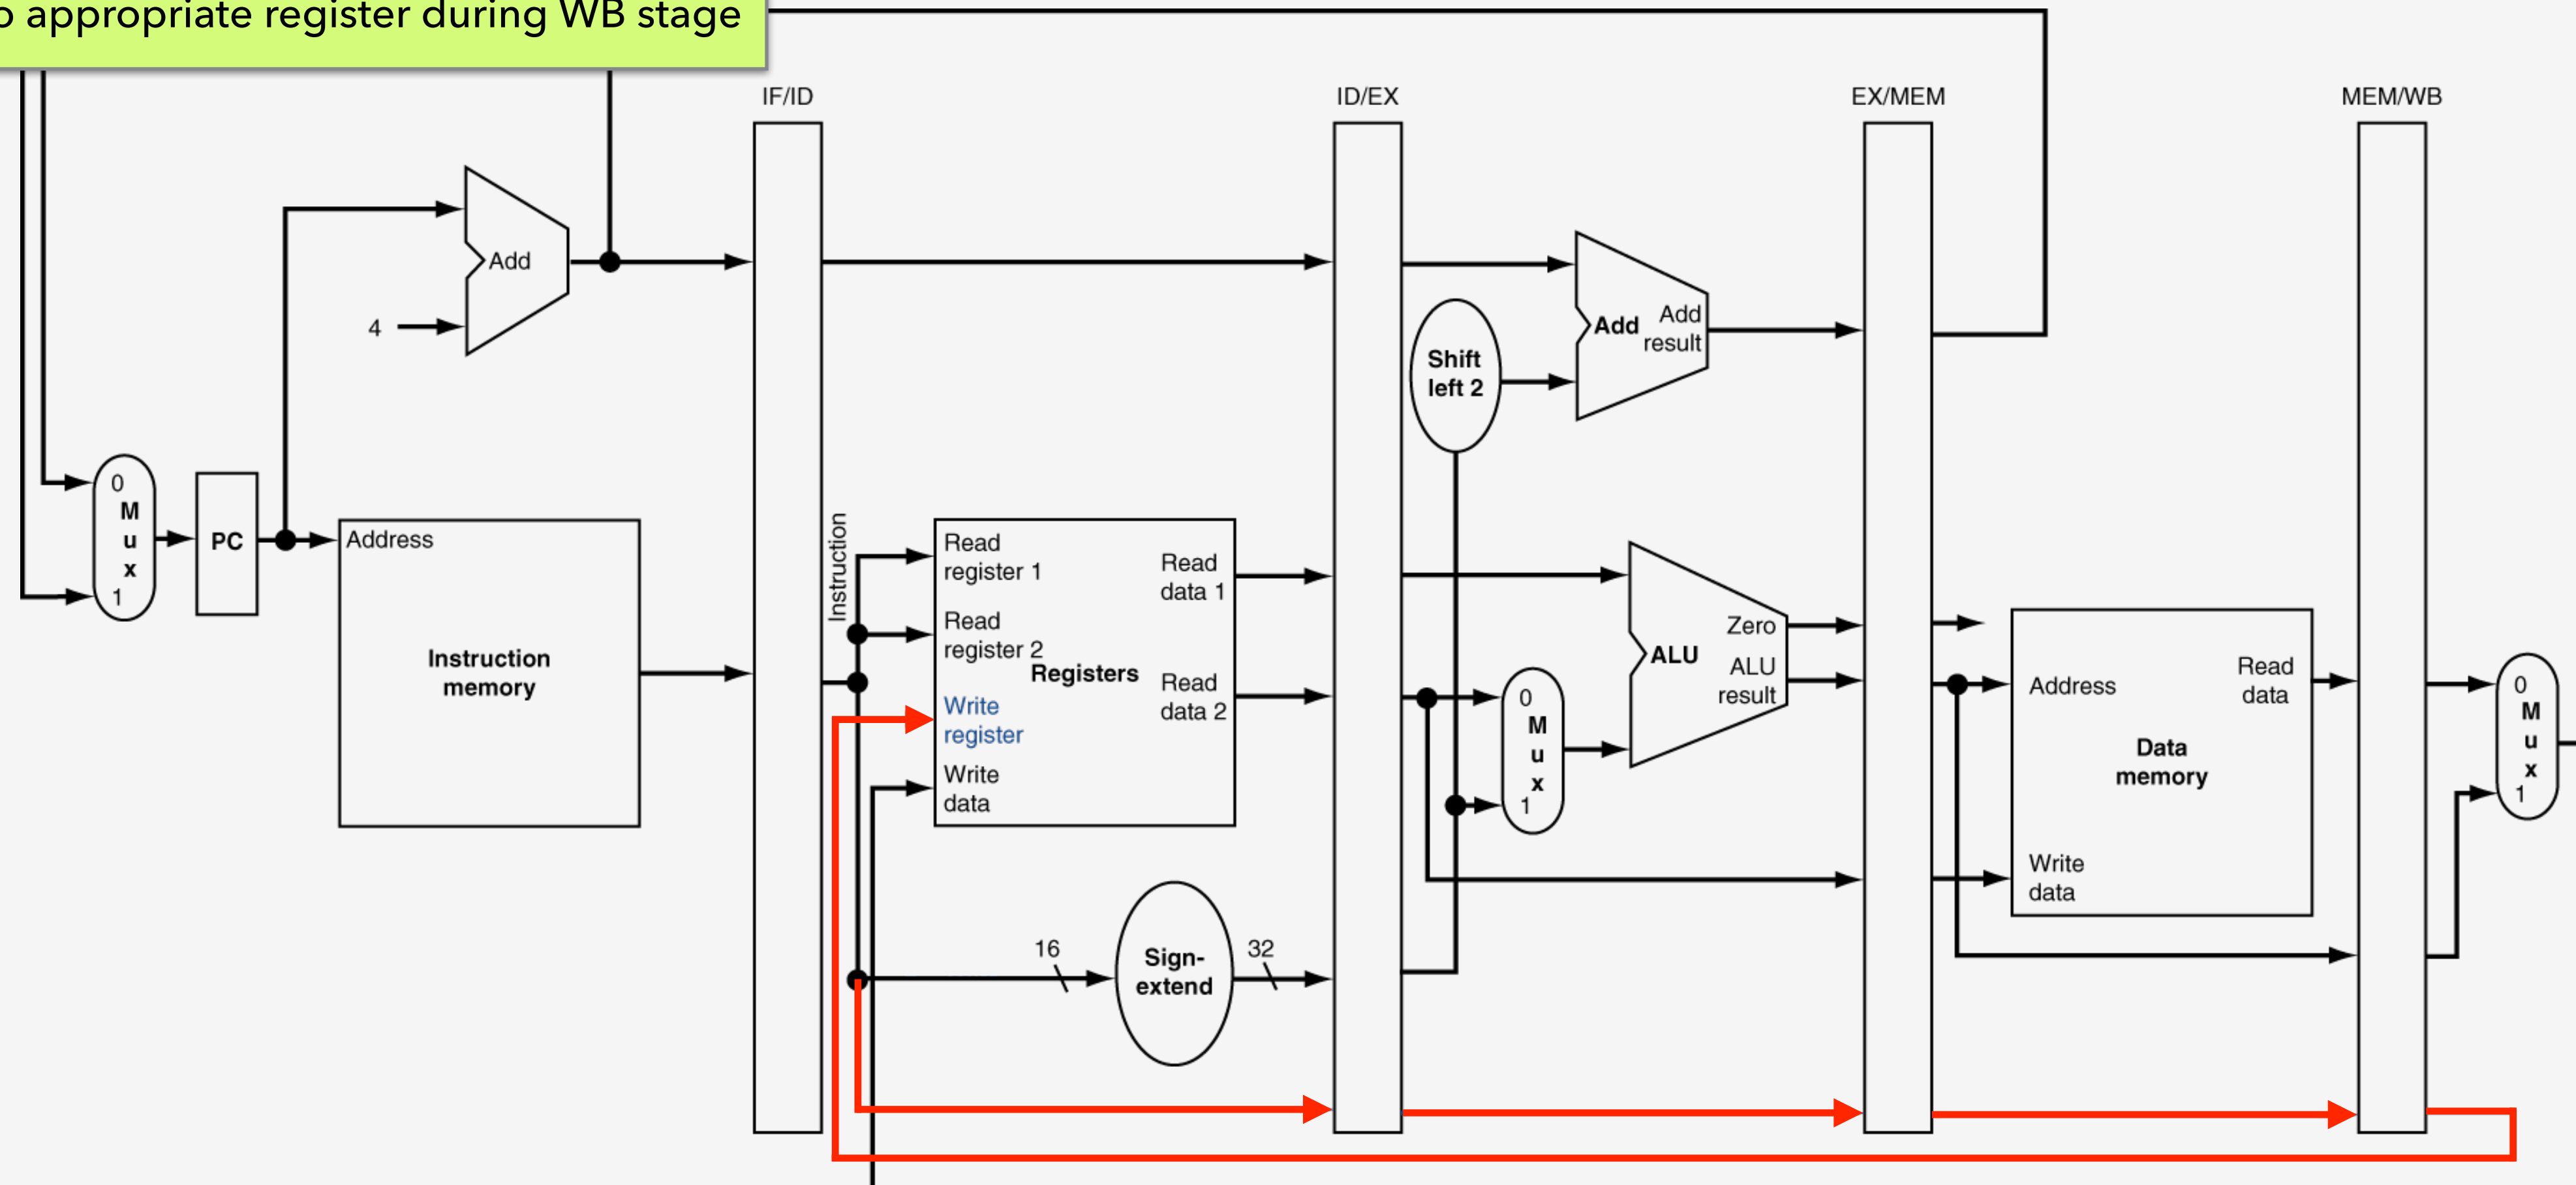 o appropriate register during WB stage
IF/ID
ID/EX
EX/MEM
MEM/WB
Add
4
Add
Add
result
Shift
left 2
0
M
u
x
1
PC
Address
Instruction
memory
Instruction
Read
register 1
Read
register 2
Write
register
Write
data
Registers
Read
data 1
Read
data 2
16
Sign-
extend
32
0
M
u
x
1
ALU
Zero
ALU
result
Address
Read
data
Data
memory
Write
data
0
M
u
x
1